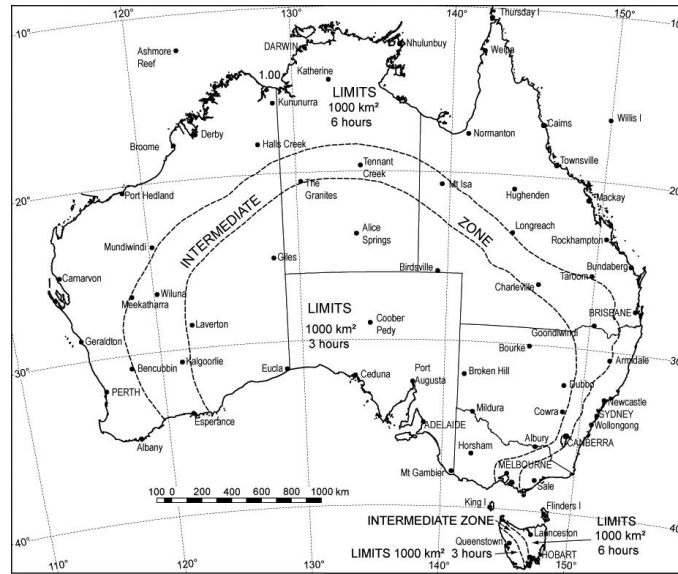 120°
130°
140°
150°
10°
10°
Thursday
Ashmore
Reef
DARWIN
Nhulunbuy
Weipa
Katherine
1.00
LIMITS
1000 km²
6 hours
Kununurra
Derby
Broome
Halls Creek
Normanton
Cairns
Willis I
Townsville
Tennant
Creek
The
Granites
Mt Isa
Hughenden
Mackay
20°
20°
Port Hedland
INTERMEDIATE
ZONE
Longreach
Rockhampton
Mundiwindi
Alice
Springs
Giles
Birdsville
Bundaberg
Taroom
Carnarvon
Wiluna
Meekatharra
Charleville
BRISBANE
LIMITS
1000 km²
3 hours
Coober
Pedy
Laverton
Goondiwindi
Geraldton
Bourké
Kalgoorlie
Bencubbin
Eucla
Ceduna
Port
Augusta
Broken Hill
Armidale
30°
30°
PERTH
Dubbo
Esperance
Mildura
Cowra
Newcastle
SYDNEY
Wollongong
ADELAIDE
Albany
Horsham
Albury
CANBERRA
Mt Gambier
MELBOURNE
Sale
100 0 200 400 600 800 1000 km
King I
Flinders I
INTERMEDIATE ZONE
Launceston
LIMITS
1000 km²
6 hours
Queenstown
LIMITS 1000 km²
3 hours
HOBART
40°
40°
110°
120°
130°
140°
150°